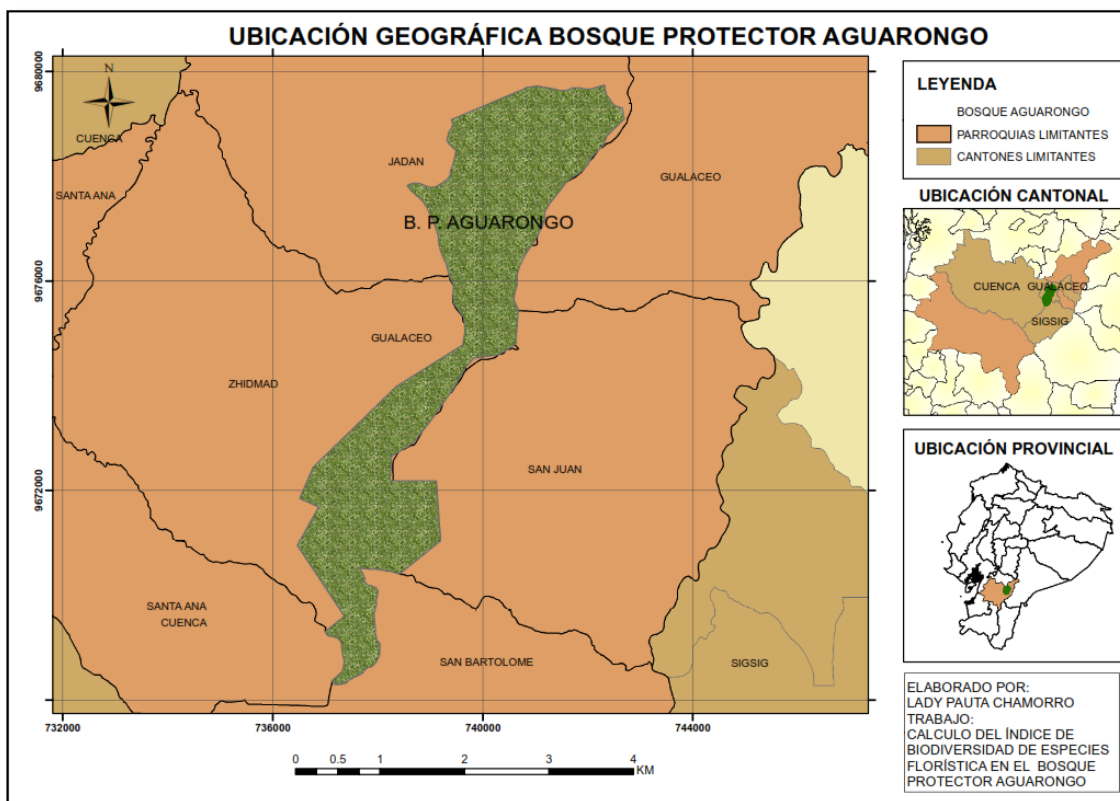 UBICACIÓN GEOGRÁFICA BOSQUE PROTECTOR AGUARONGO
9680000
9676000
9672000
N
CUENCA
SANTA ANA
JADAN
GUALACEO
B. P. AGUARONGO
GUALACEO
ZHIDMAD
SAN JUAN
SANTA ANA
CUENCA
SAN BARTOLOME
SIGSIG
732000
736000
740000
744000
0 0.5 1 2 3 4
KM
LEYENDA
BOSQUE AGUARONGO
PARROQUIAS LIMITANTES
CANTONES LIMITANTES
UBICACIÓN CANTONAL
CUENCA
GUALACEO
SIGSIG
UBICACIÓN PROVINCIAL
ELABORADO POR:
LADY PAUTA CHAMORRO
TRABAJO:
CALCULO DEL ÍNDICE DE
BIODIVERSIDAD DE ESPECIES
FLORÍSTICA EN EL BOSQUE
PROTECTOR AGUARONGO